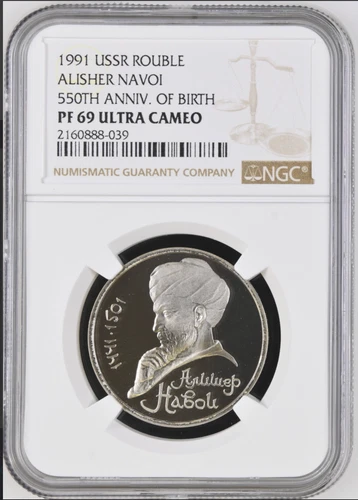 1991 USSR ROUBLE
ALISHER NAVOI
550TH ANNIV. OF BIRTH
PF 69 ULTRA CAMEO
2160888-039
NUMISMATIC GUARANTY COMPANY NGC®
1441·1501
Алишер
Навои